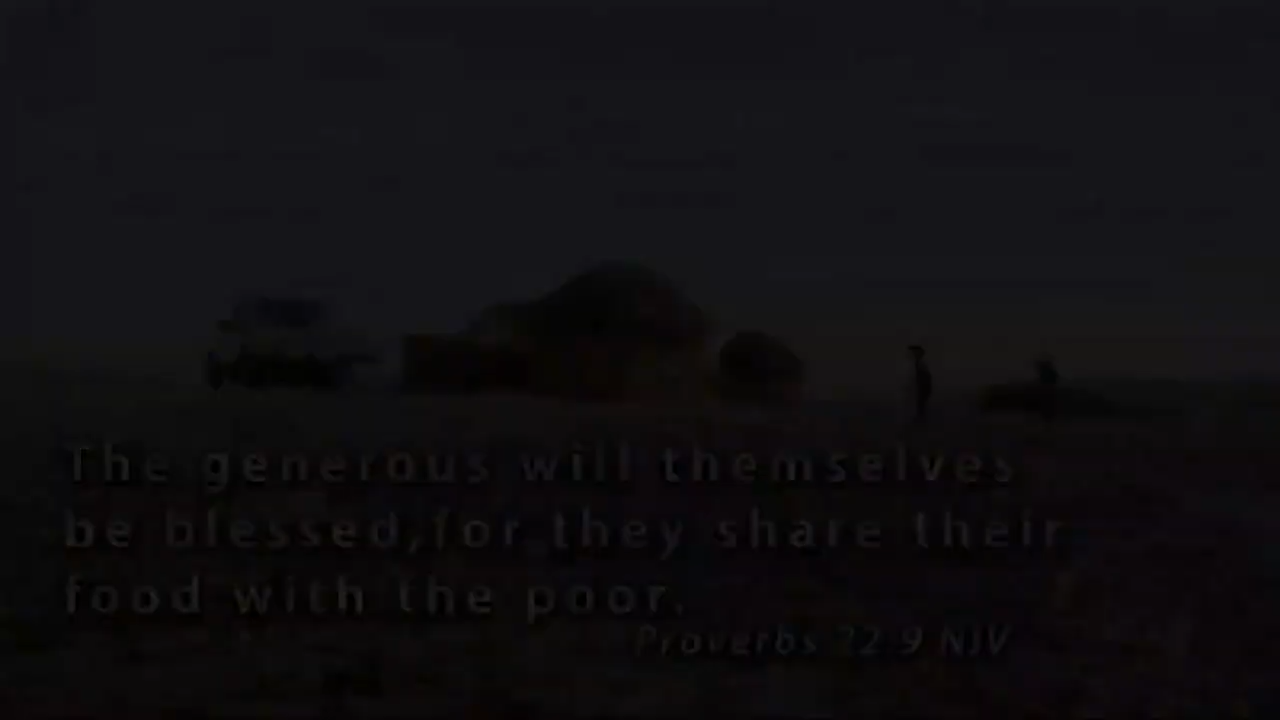 The generous will themselves
be blessed,for they share their
food with the poor.
Proverbs 22:9 NIV